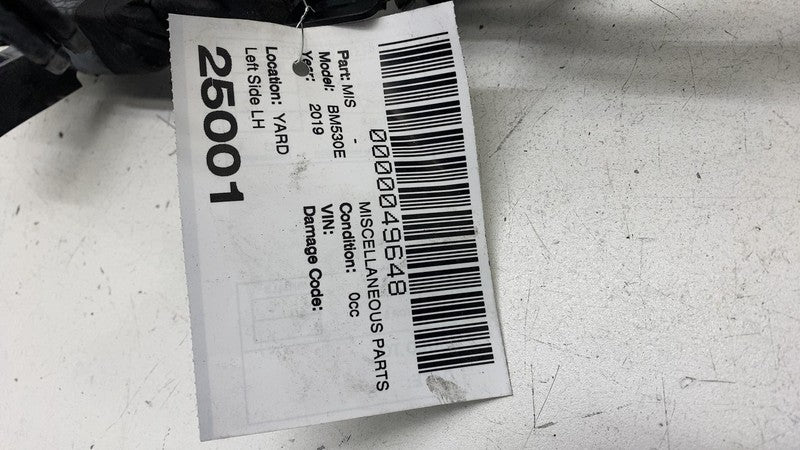 0000049648
Part: MIS - MISCELLANEOUS PARTS
Model: BM530E Condition: 0cc
Year: 2019 VIN:
Damage Code:
Location: YARD
Left Side LH
25001